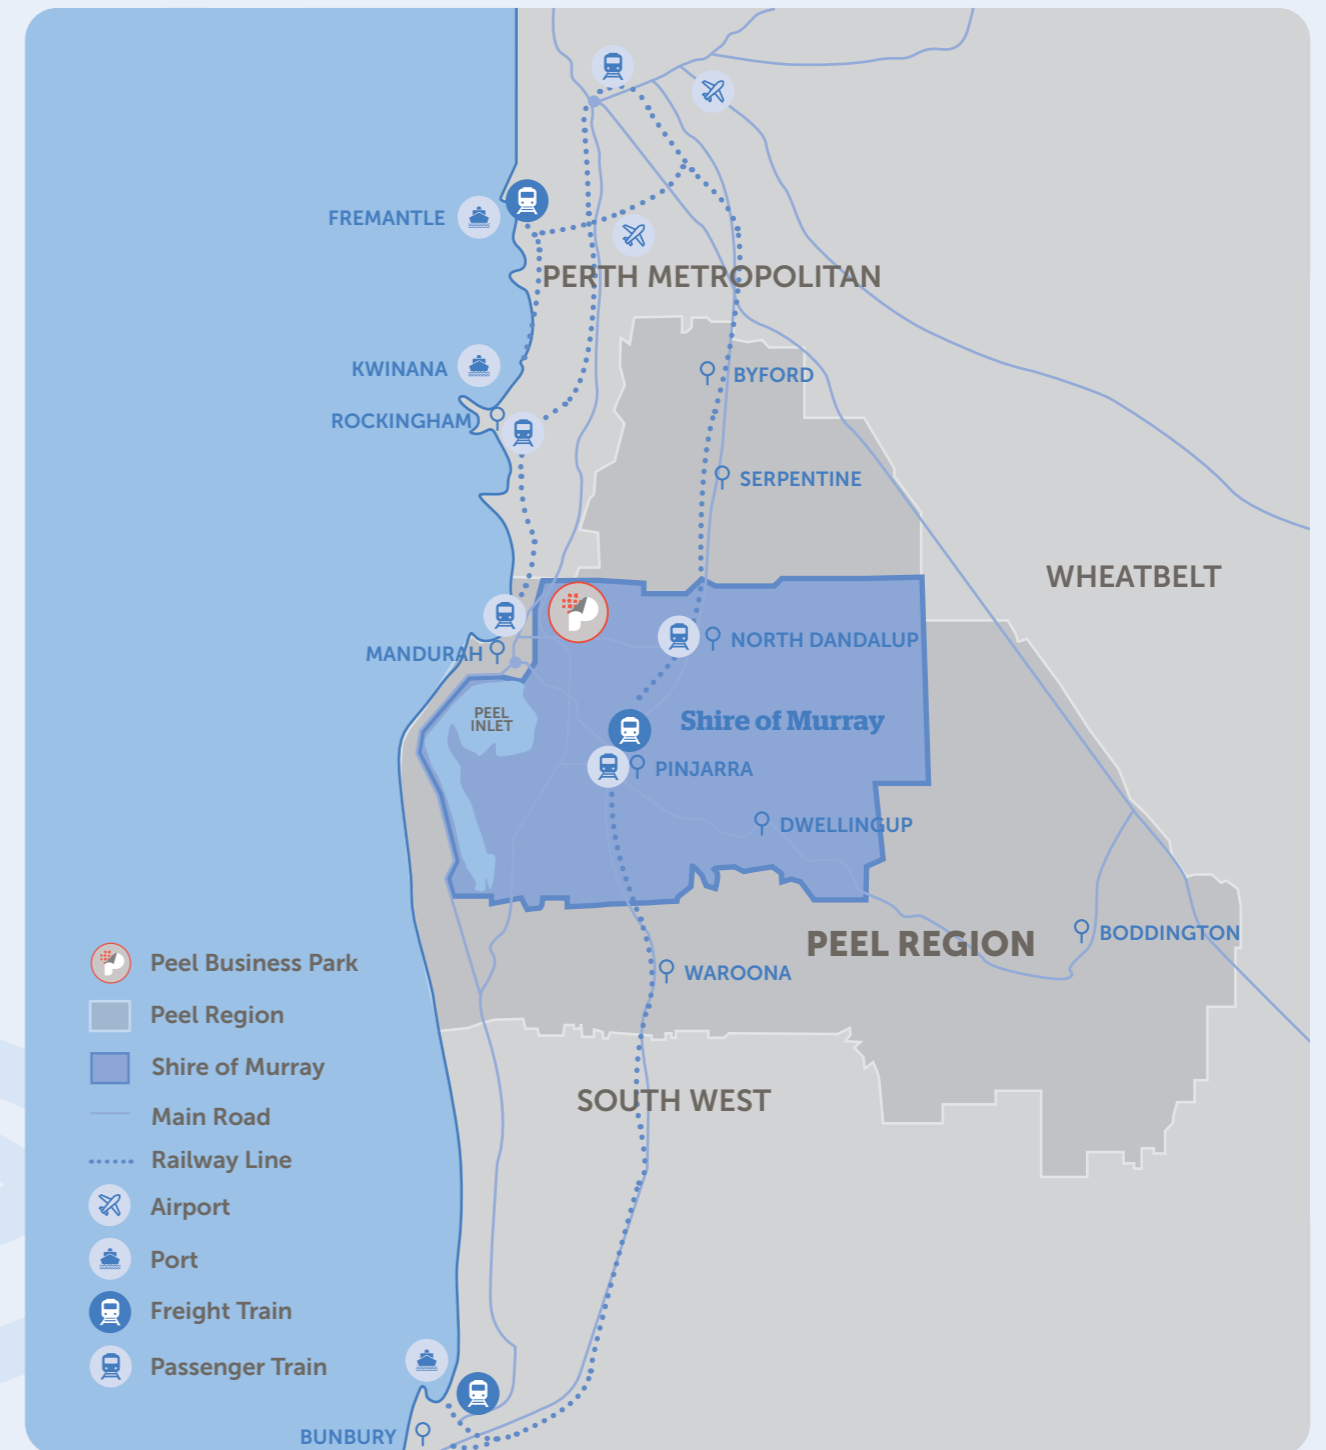 FREMANTLE
PERTH METROPOLITAN
KWINANA
BYFORD
ROCKINGHAM
SERPENTINE
WHEATBELT
MANDURAH
NORTH DANDALUP
PEEL
INLET
Shire of Murray
PINJARRA
DWELLINGUP
PEEL REGION
BODDINGTON
WAROONA
SOUTH WEST
BUNBURY
Peel Business Park
Peel Region
Shire of Murray
Main Road
Railway Line
Airport
Port
Freight Train
Passenger Train